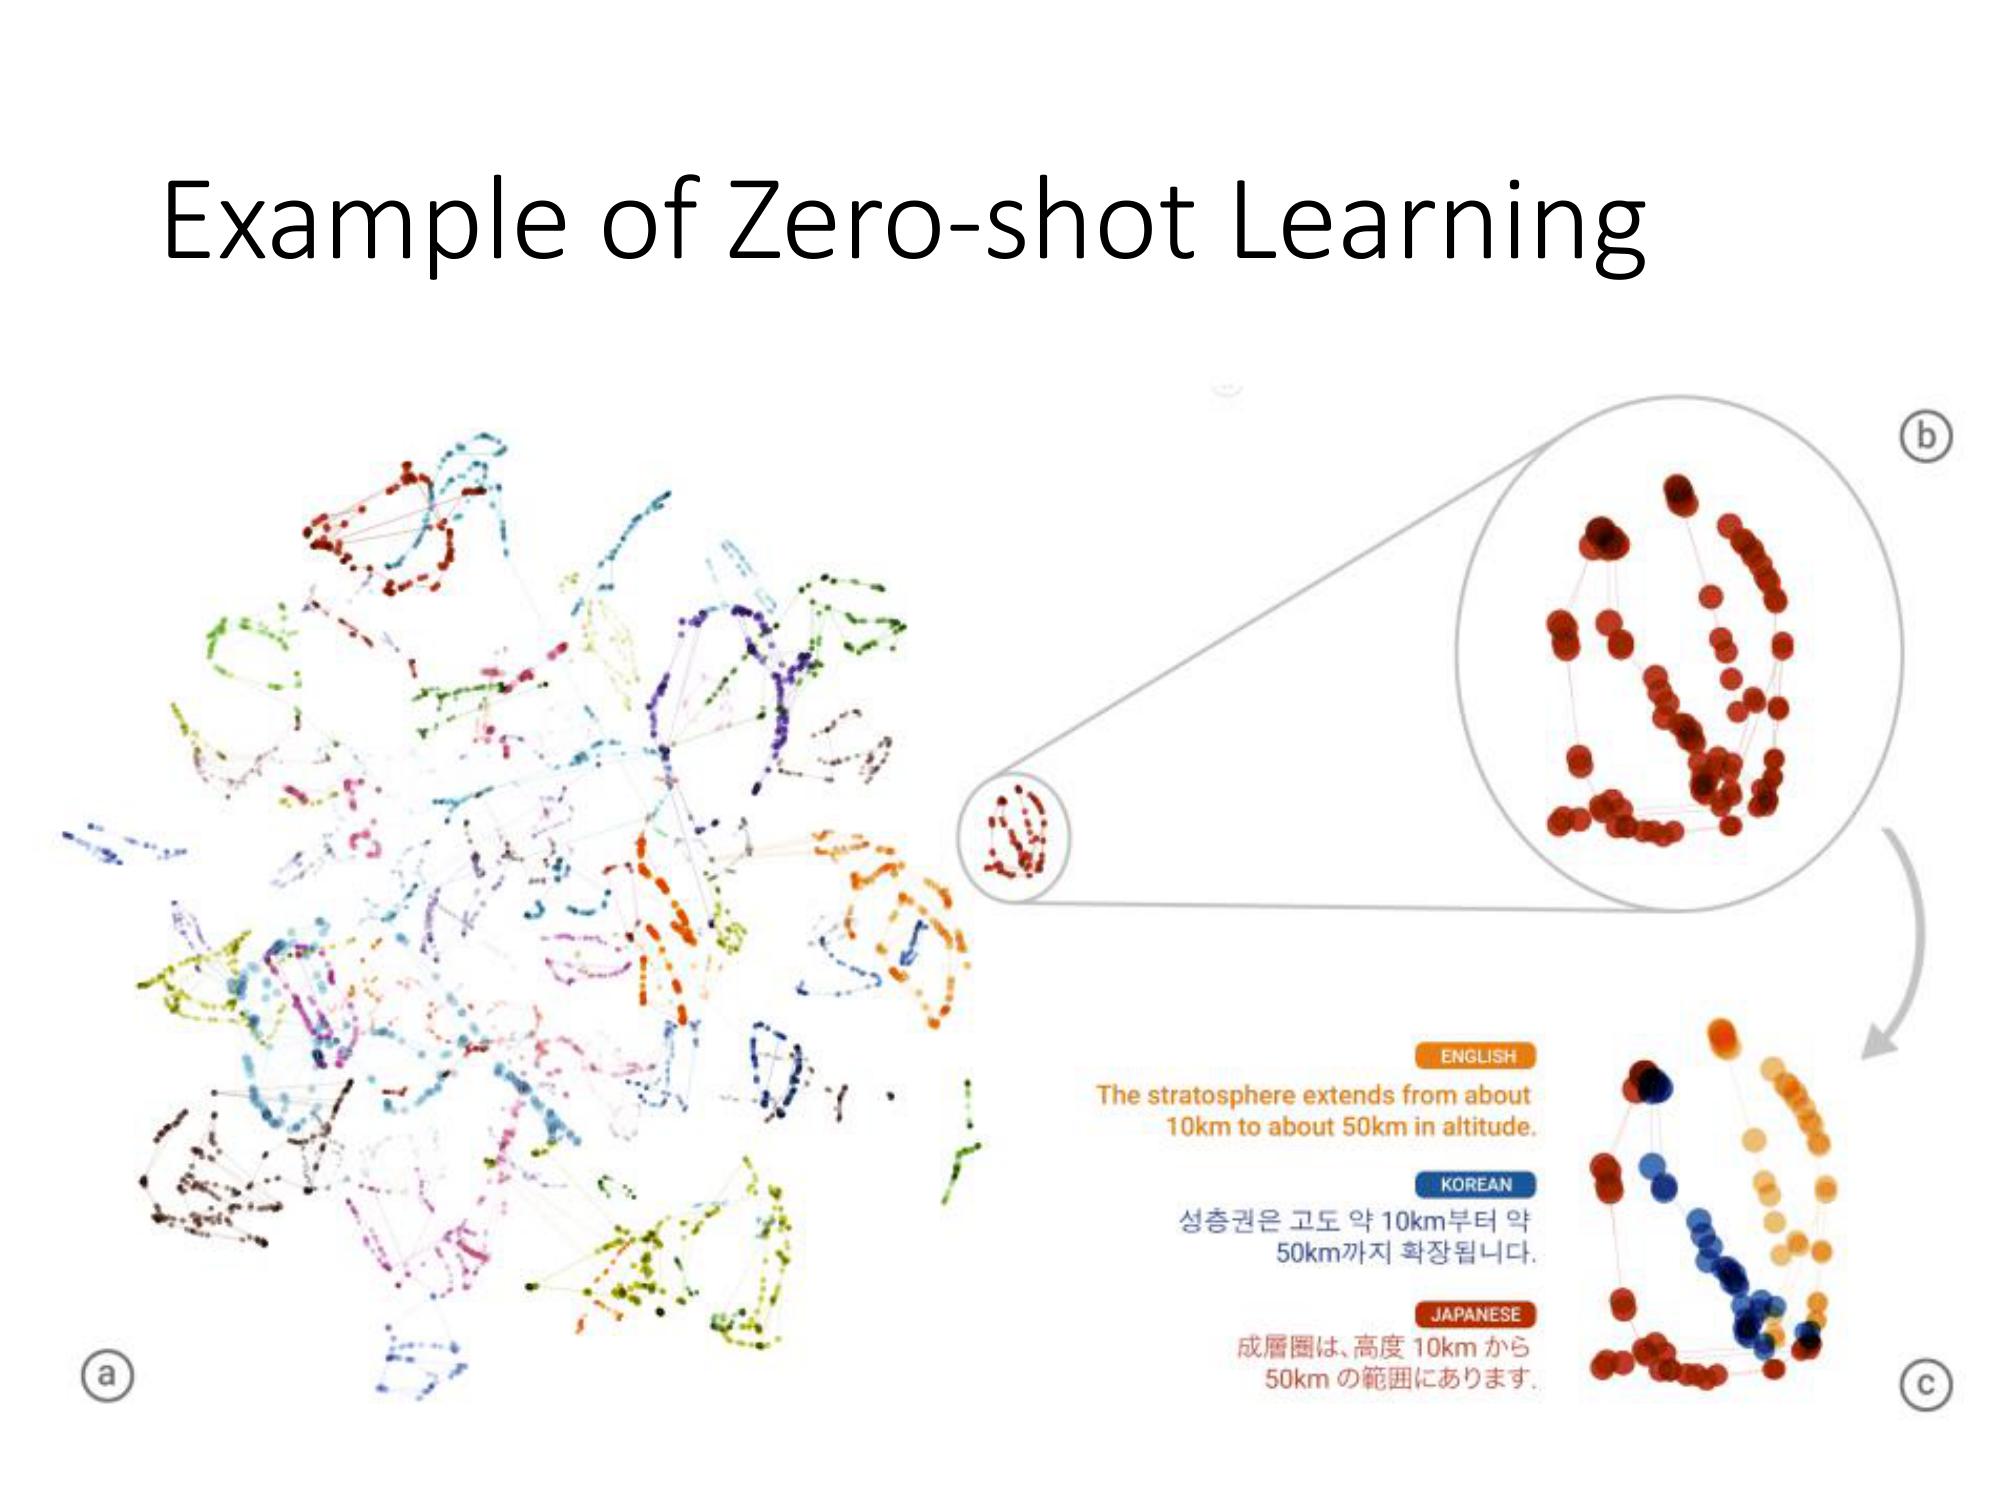 Example of Zero-shot Learning
b
ENGLISH
The stratosphere extends from about
10km to about 50km in altitude.
KOREAN
성층권은 고도 약 10km부터 약
50km까지 확장됩니다.
JAPANESE
成層圏は、高度 10km から
50km の範囲にあります.
a
c